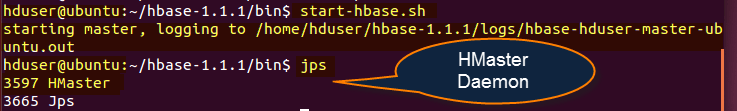 hduser@ubuntu:~/hbase-1.1.1/bin$ start-hbase.sh
starting master, logging to /home/hduser/hbase-1.1.1/logs/hbase-hduser-master-ub
untu.out
hduser@ubuntu:~/hbase-1.1.1/bin$ jps
3597 HMaster
3665 Jps
HMaster
Daemon